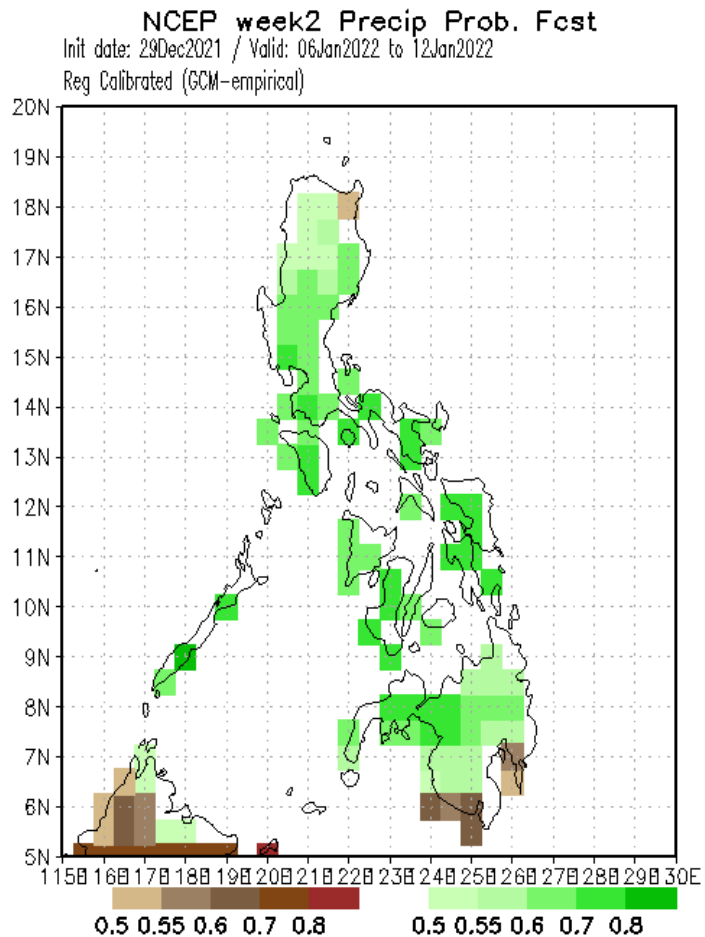 NCEP week2 Precip Prob. Fcst
Init date: 29Dec2021 / Valid: 06Jan2022 to 12Jan2022
Reg Calibrated (GCM-empirical)
20N
19N
18N
17N
16N
15N
14N
13N
12N
11N
10N
9N
8N
7N
6N
5N
115E 116E 117E 118E 119E 120E 121E 122E 123E 124E 125E 126E 127E 128E 129E 130E
0.5 0.55 0.6 0.7 0.8 0.5 0.55 0.6 0.7 0.8